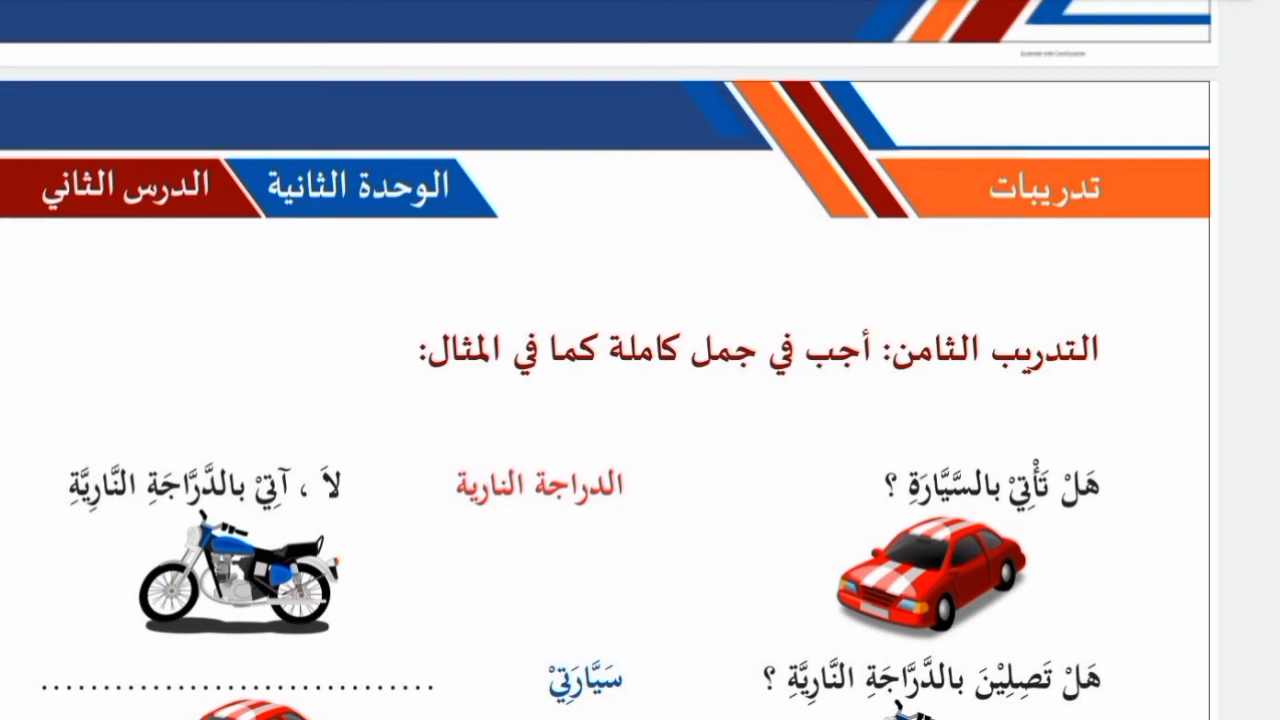 تدريبات الوحدة الثانية الدرس الثاني
التدريب الثامن: أجب في جمل كاملة كما في المثال:
هَلْ تَأْتِيْ بالسَّيَّارَةِ ؟ الدراجة النارية لاَ ، آتِيْ بالدَّرَّاجَةِ النَّارِيَّةِ
هَلْ تَصِلِيْنَ بالدَّرَّاجَةِ النَّارِيَّةِ ؟ سَيَّارَتِيْ ................................